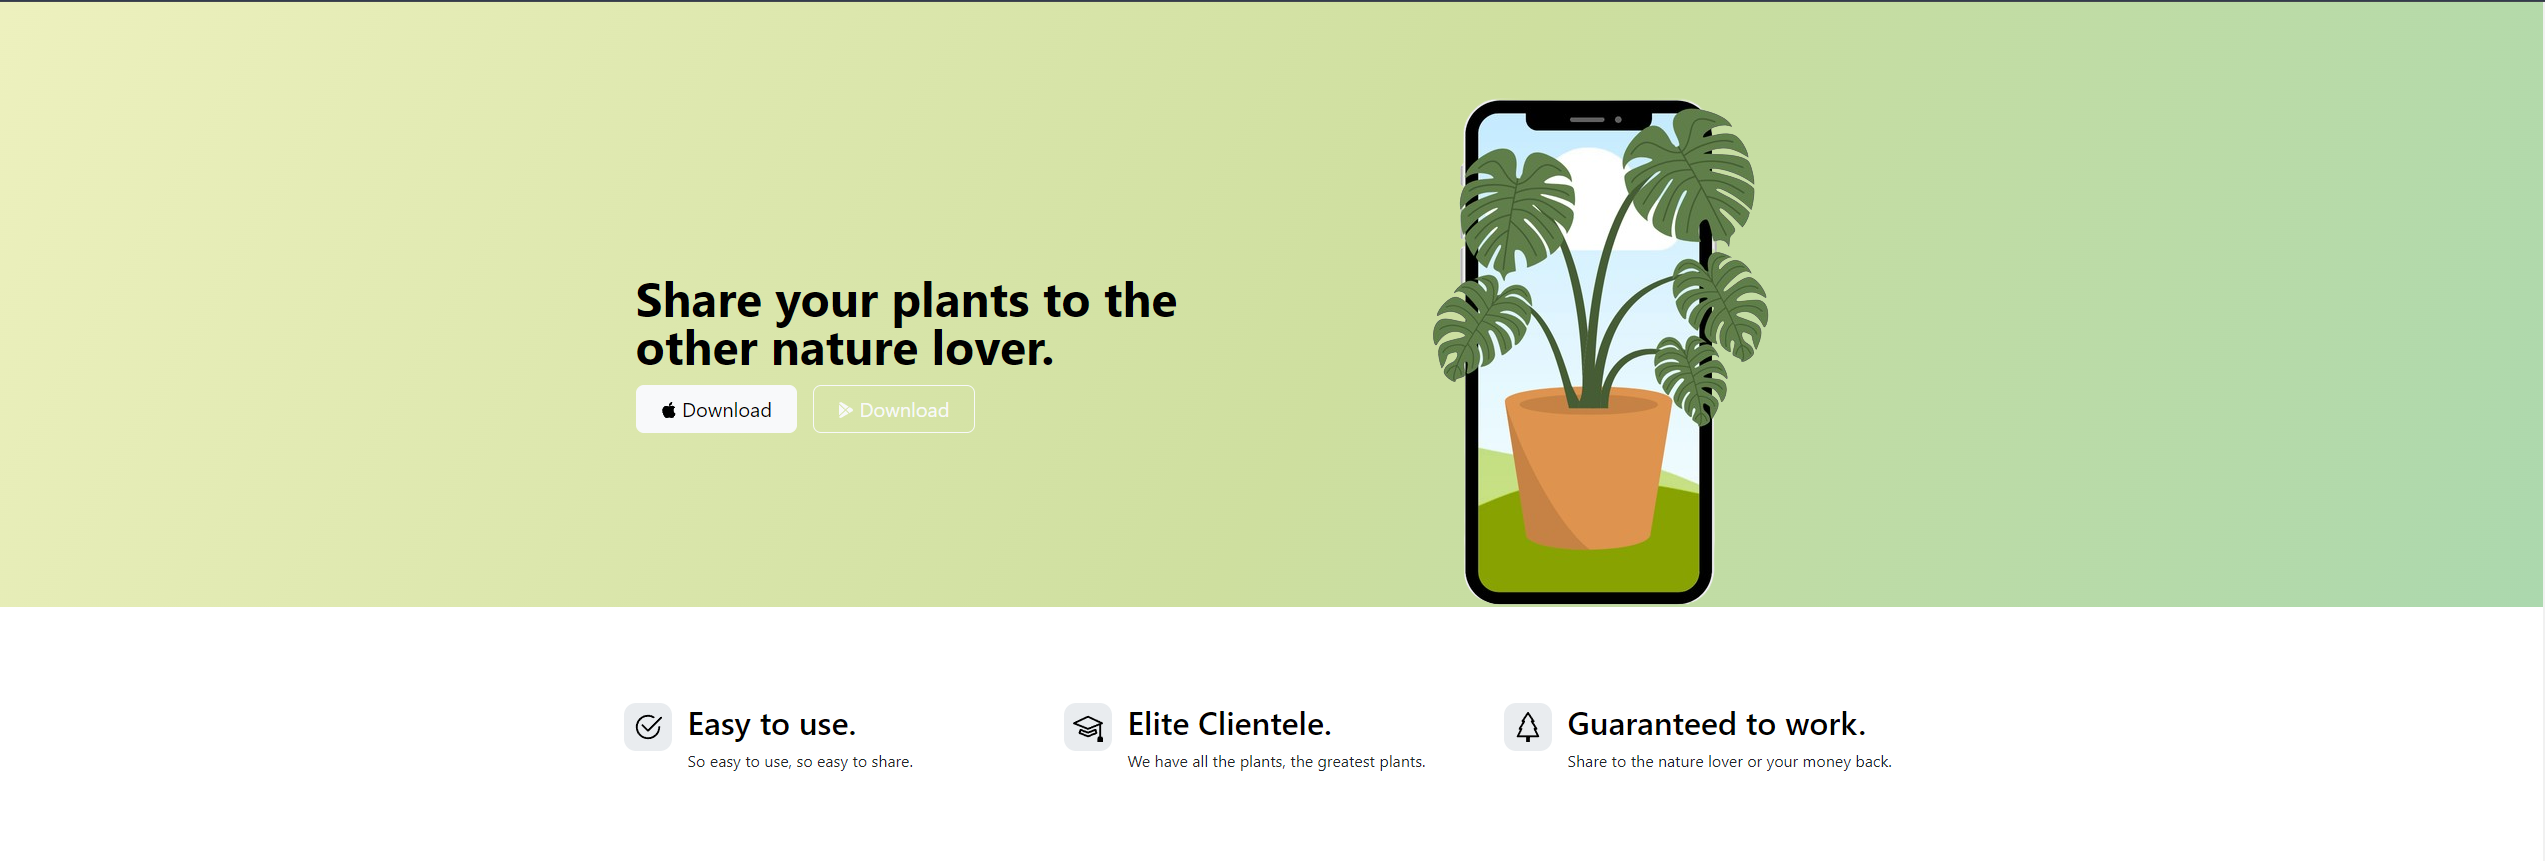 Share your plants to the
other nature lover.
Download
Download
Easy to use.
So easy to use, so easy to share.
Elite Clientele.
We have all the plants, the greatest plants.
Guaranteed to work.
Share to the nature lover or your money back.